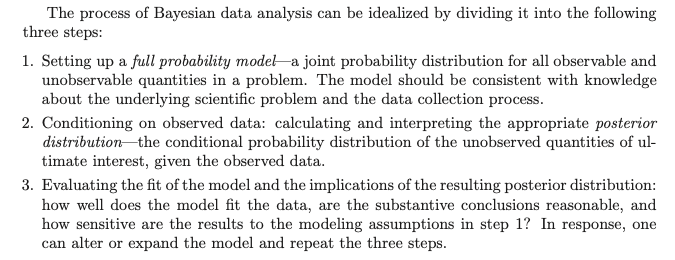 The process of Bayesian data analysis can be idealized by dividing it into the following
three steps:
1. Setting up a full probability model—a joint probability distribution for all observable and
unobservable quantities in a problem. The model should be consistent with knowledge
about the underlying scientific problem and the data collection process.
2. Conditioning on observed data: calculating and interpreting the appropriate posterior
distribution—the conditional probability distribution of the unobserved quantities of ul-
timate interest, given the observed data.
3. Evaluating the fit of the model and the implications of the resulting posterior distribution:
how well does the model fit the data, are the substantive conclusions reasonable, and
how sensitive are the results to the modeling assumptions in step 1? In response, one
can alter or expand the model and repeat the three steps.